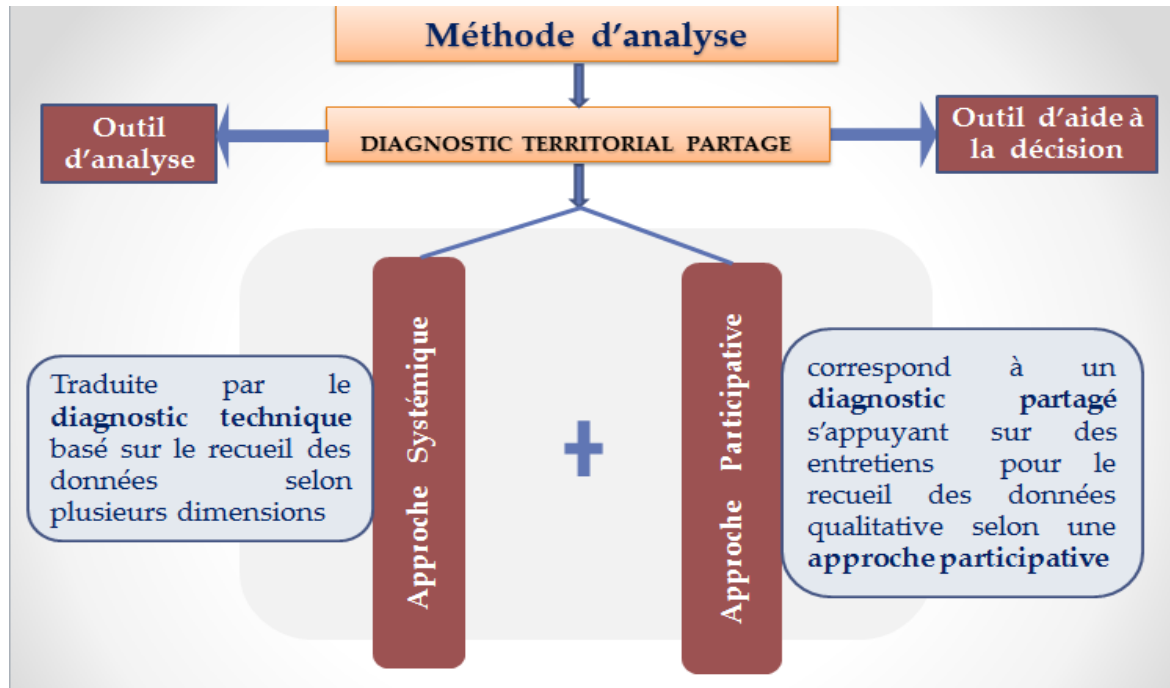 Méthode d'analyse
Outil
d'analyse
DIAGNOSTIC TERRITORIAL PARTAGE
Outil d'aide à
la décision
Traduite par le
diagnostic technique
basé sur le recueil des
données selon
plusieurs dimensions
Approche Systémique
+
Approche Participative
correspond à un
diagnostic partagé
s'appuyant sur des
entretiens pour le
recueil des données
qualitative selon une
approche participative